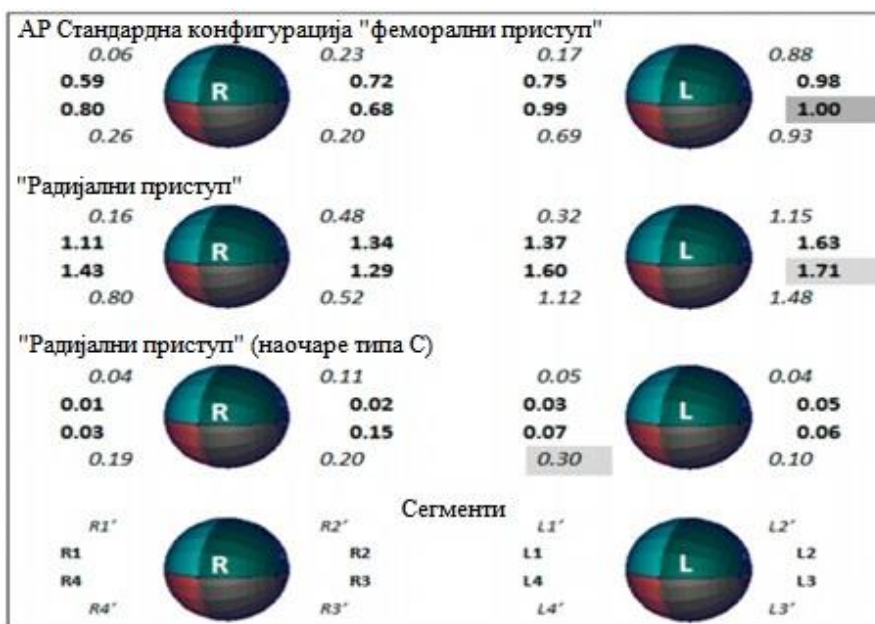 АР Стандардна конфигурација "феморални приступ"
0.06 0.23 0.17 0.88
0.59 R 0.72 0.75 L 0.98
0.80 0.68 0.99 1.00
0.26 0.20 0.69 0.93
"Радијални приступ"
0.16 0.48 0.32 1.15
1.11 R 1.34 1.37 L 1.63
1.43 1.29 1.60 1.71
0.80 0.52 1.12 1.48
"Радијални приступ" (наочаре типа С)
0.04 0.11 0.05 0.04
0.01 R 0.02 0.03 L 0.05
0.03 0.15 0.07 0.06
0.19 0.20 0.30 0.10
Сегменти
R1' R2' L1' L2'
R1 R R2 L1 L L2
R4 R3 L4 L3
R4' R3' L4' L3'